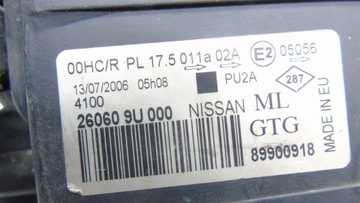 00HC/R PL 17.5 011a 02A E2 05056
13/07/2006 05h08 PU2A 287
4100
26060 9U 000 NISSAN ML
GTG
89900918
MADE IN EU